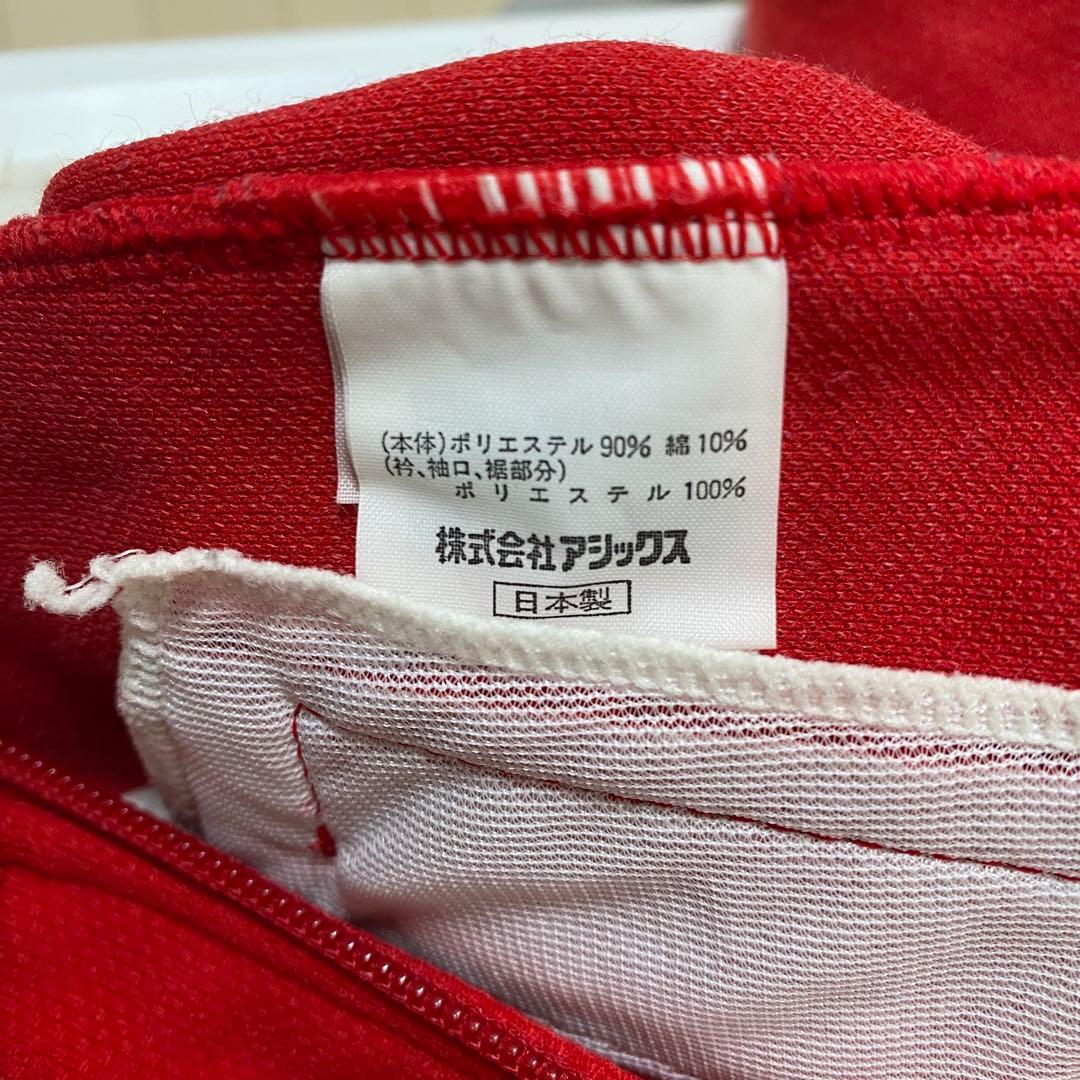 (本体)ポリエステル 90% 綿 10%
(衿、袖口、裾部分)
ポリエステル 100%
株式会社アシックス
日本製